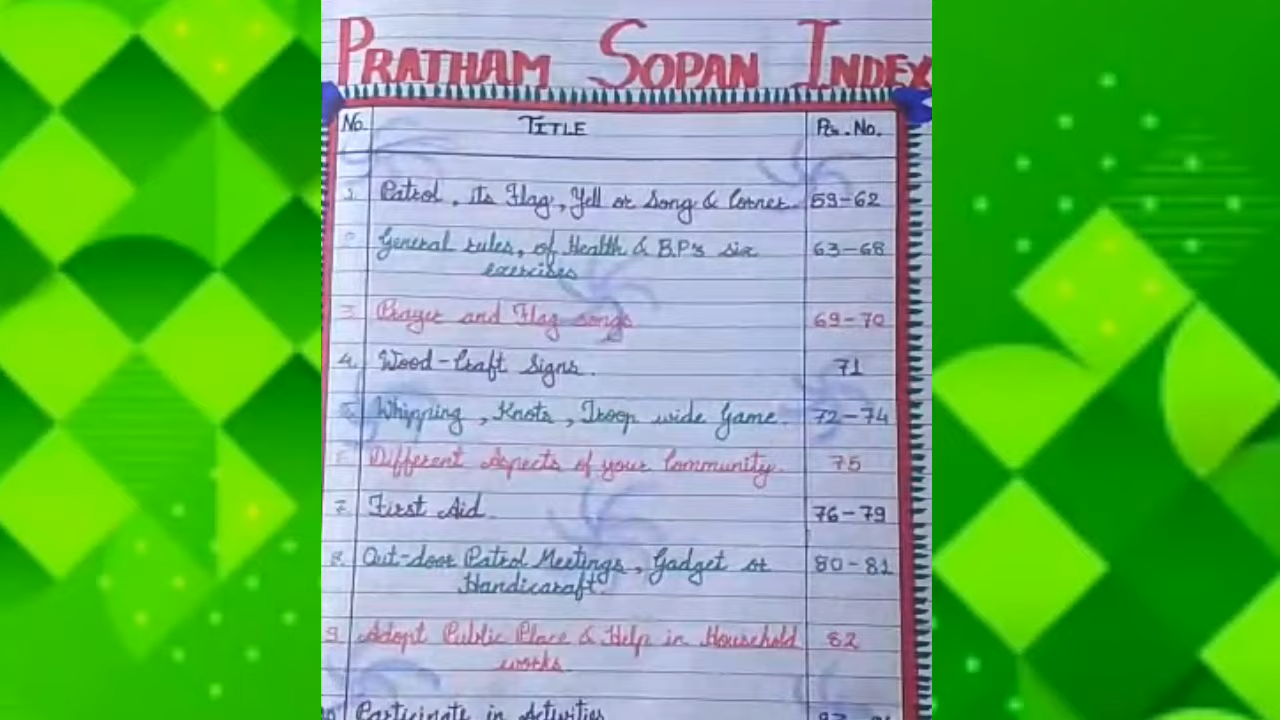 PRATHAM SOPAN INDEX
No. TITLE PG. No.
1. Patrol, its Flag, Yell or Song & Corner. 59-62
2. General rules, of Health & B.P's six 63-68
exercises
3. Prayer and Flag songs 69-70
4. Wood-Craft Signs. 71
5. Whipping, Knots, Troop wide Game. 72-74
6. Different Aspects of your Community. 75
7. First Aid. 76-79
8. Out-door Patrol Meetings, Gadget or 80-81
Handicaraft.
9. Adopt Public Place & Help in Household 82
works.
10. Participate in Activities